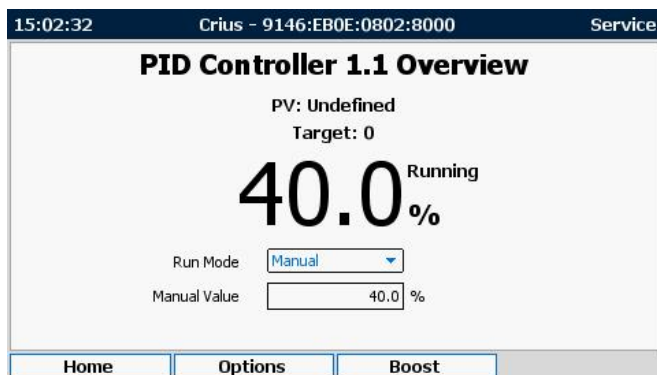 15:02:32 Crius - 9146:EB0E:0802:8000 Service
PID Controller 1.1 Overview
PV: Undefined
Target: 0
40.0 % Running
Run Mode Manual
Manual Value 40.0 %
Home Options Boost